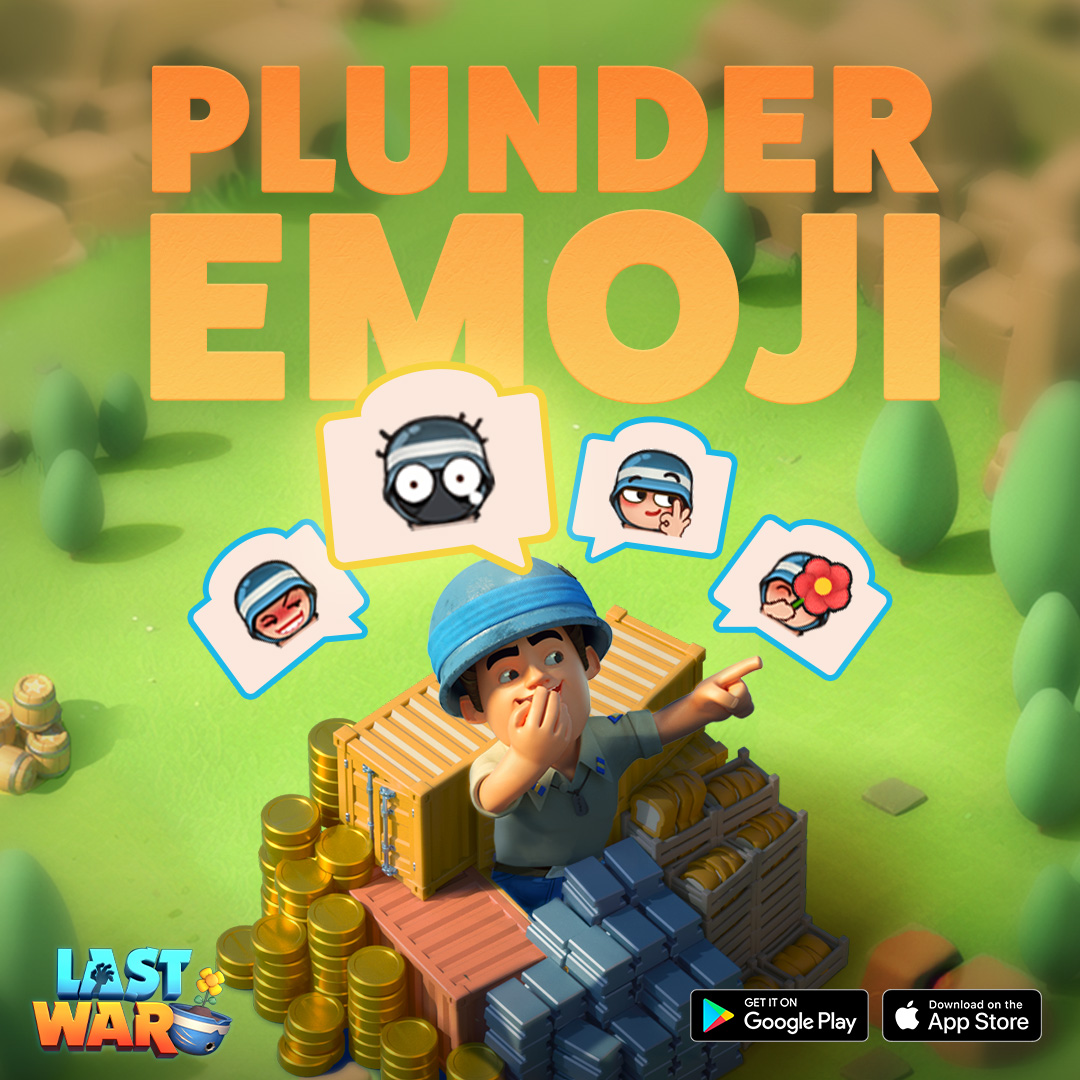 PLUNDER
EMOJI
LAST
WAR
GET IT ON
Google Play
Download on the
App Store